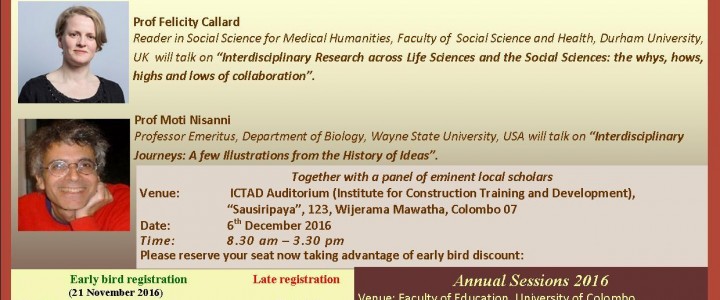 Prof Felicity Callard
Reader in Social Science for Medical Humanities, Faculty of Social Science and Health, Durham University,
UK will talk on “Interdisciplinary Research across Life Sciences and the Social Sciences: the whys, hows,
highs and lows of collaboration”.
Prof Moti Nisanni
Professor Emeritus, Department of Biology, Wayne State University, USA will talk on “Interdisciplinary
Journeys: A few Illustrations from the History of Ideas”.
Together with a panel of eminent local scholars
Venue: ICTAD Auditorium (Institute for Construction Training and Development),
“Sausiripaya”, 123, Wijerama Mawatha, Colombo 07
Date: 6th December 2016
Time: 8.30 am – 3.30 pm
Please reserve your seat now taking advantage of early bird discount:
Early bird registration Late registration
(21 November 2016)
Annual Sessions 2016
Venue: Faculty of Education, University of Colombo